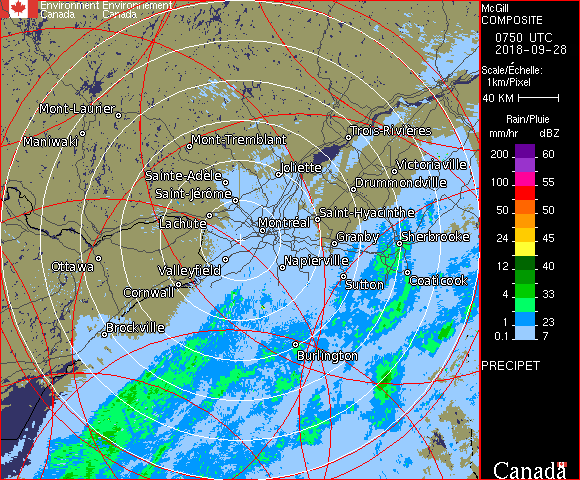 Environment Environnement
Canada Canada
Mont-Laurier
Maniwaki
Mont-Tremblant
Trois-Rivières
Sainte-Adèle
Joliette
Victoriaville
Saint-Jérôme
Drummondville
Lachute
Montréal
Saint-Hyacinthe
Granby
Sherbrooke
Ottawa
Valleyfield
Napierville
Cornwall
Sutton
Coaticook
Brockville
Burlington
McGill
COMPOSITE
0750 UTC
2018-09-28
Scale/Échelle:
1km/Pixel
40 KM
Rain/Pluie
mm/hr dBZ
200 60
100 55
50 50
24 45
12 40
4 33
1 23
0.1 7
PRECIPET
Canada